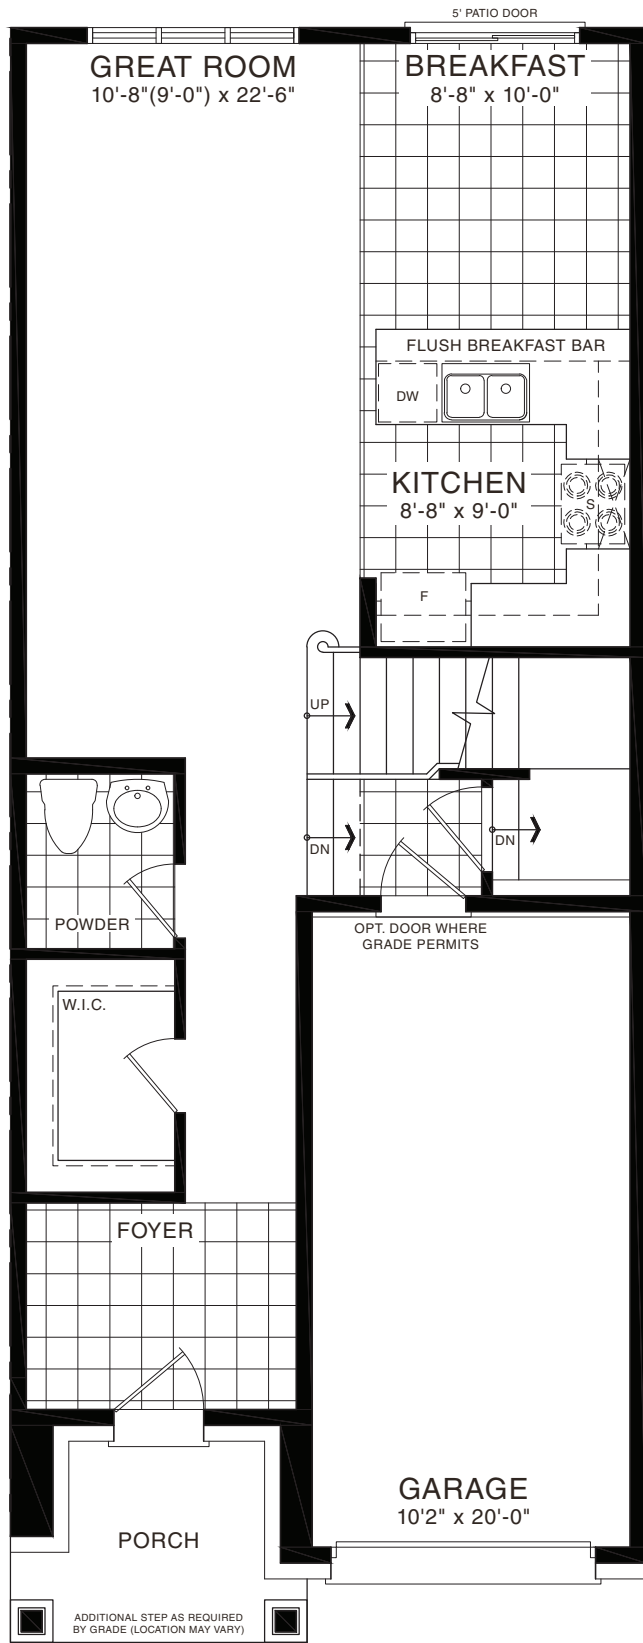 5' PATIO DOOR
GREAT ROOM
10'-8"(9'-0") x 22'-6"
BREAKFAST
8'-8" x 10'-0"
FLUSH BREAKFAST BAR
DW
KITCHEN
8'-8" x 9'-0"
S
F
UP
DN
DN
POWDER
OPT. DOOR WHERE
GRADE PERMITS
W.I.C.
FOYER
GARAGE
10'2" x 20'-0"
PORCH
ADDITIONAL STEP AS REQUIRED
BY GRADE (LOCATION MAY VARY)